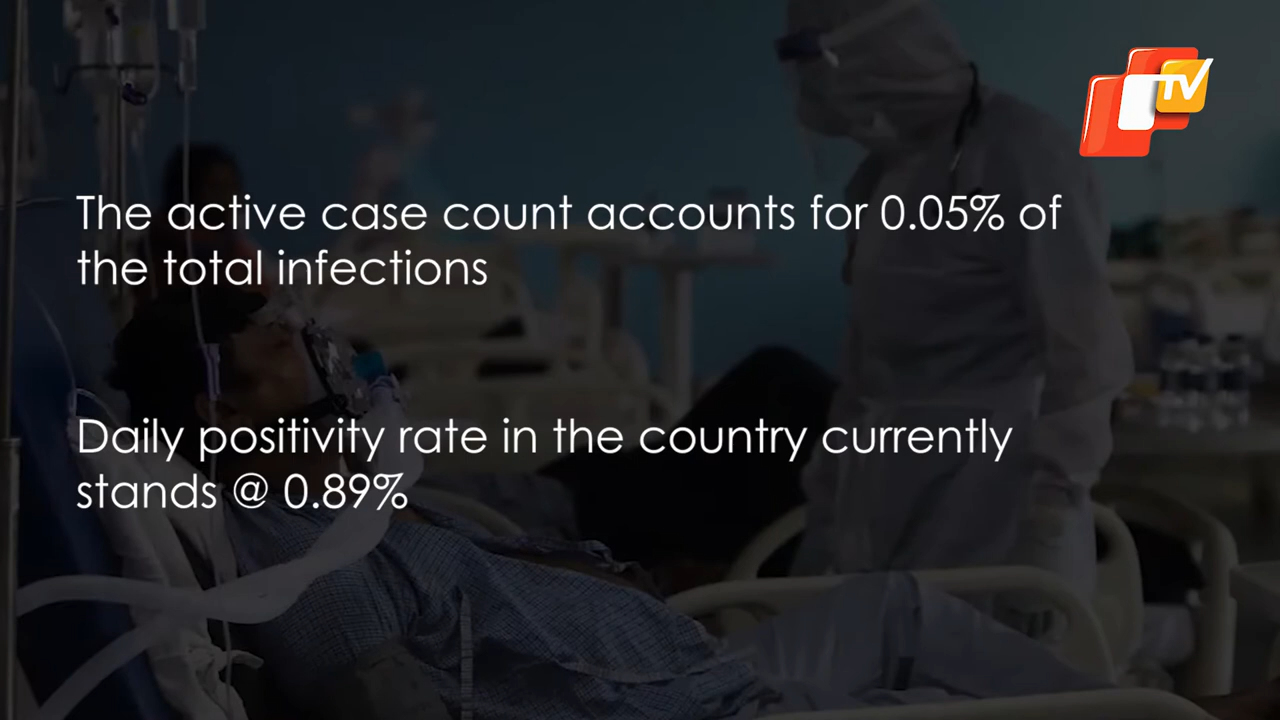 TV
The active case count accounts for 0.05% of
the total infections
Daily positivity rate in the country currently
stands @ 0.89%